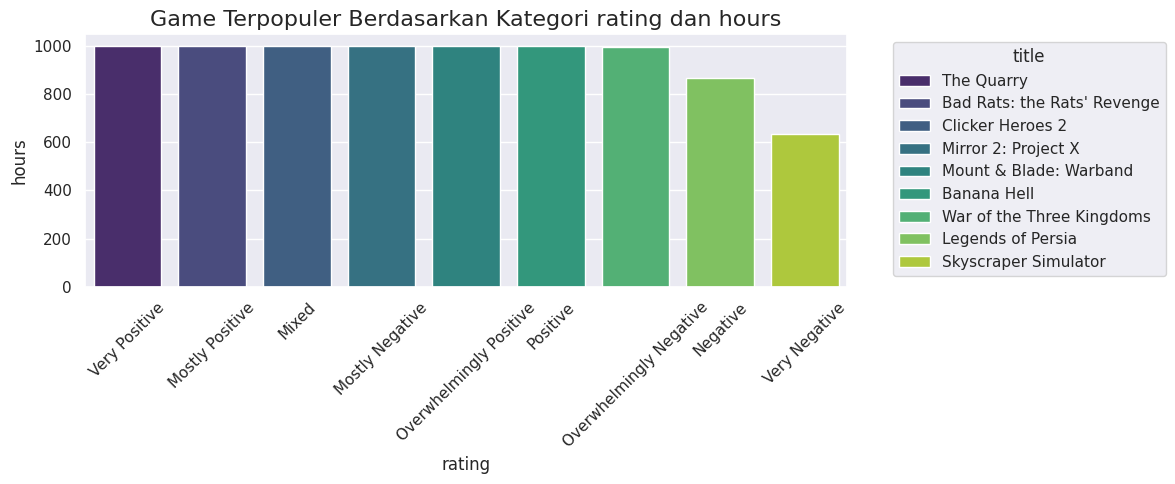 Game Terpopuler Berdasarkan Kategori rating dan hours
1000
800
600
400
200
0
hours
Very Positive
Mostly Positive
Mixed
Mostly Negative
Overwhelmingly Positive
Positive
Overwhelmingly Negative
Negative
Very Negative
rating
title
The Quarry
Bad Rats: the Rats' Revenge
Clicker Heroes 2
Mirror 2: Project X
Mount & Blade: Warband
Banana Hell
War of the Three Kingdoms
Legends of Persia
Skyscraper Simulator